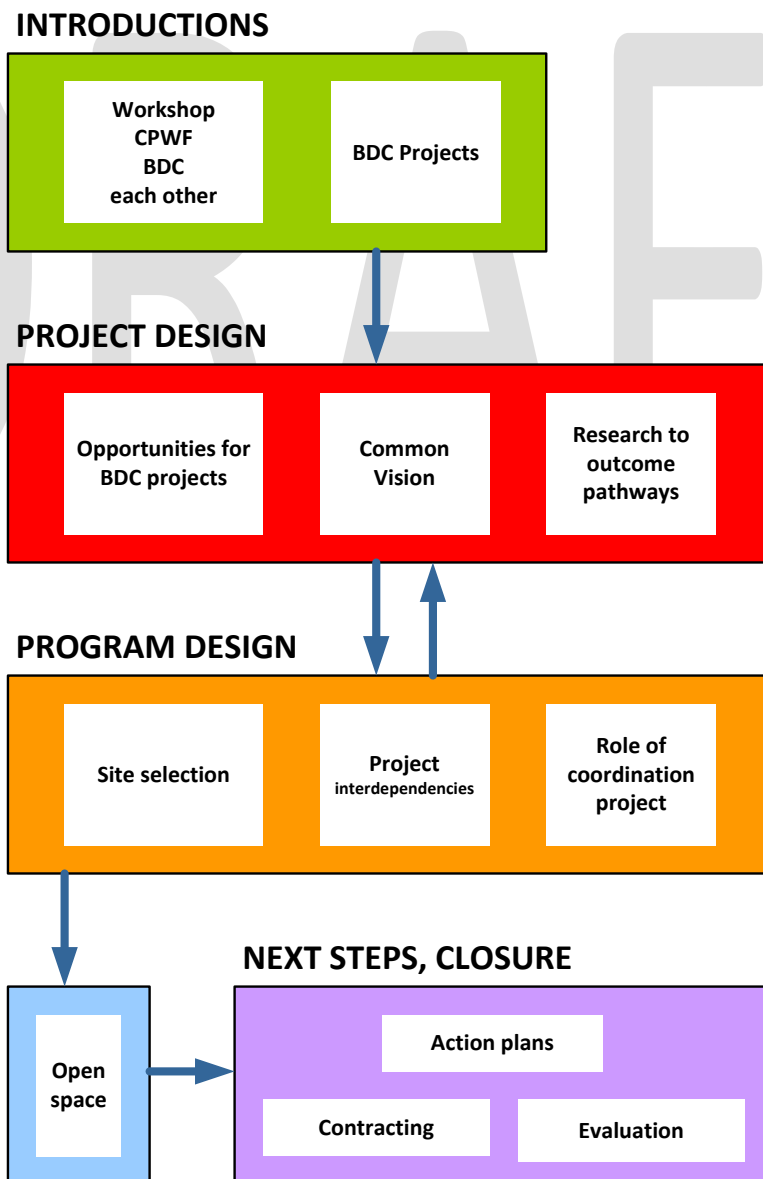 INTRODUCTIONS
Workshop
CPWF
BDC
each other
BDC Projects
PROJECT DESIGN
Opportunities for
BDC projects
Common
Vision
Research to
outcome
pathways
PROGRAM DESIGN
Site selection
Project
interdependencies
Role of
coordination
project
NEXT STEPS, CLOSURE
Open
space
Action plans
Contracting
Evaluation